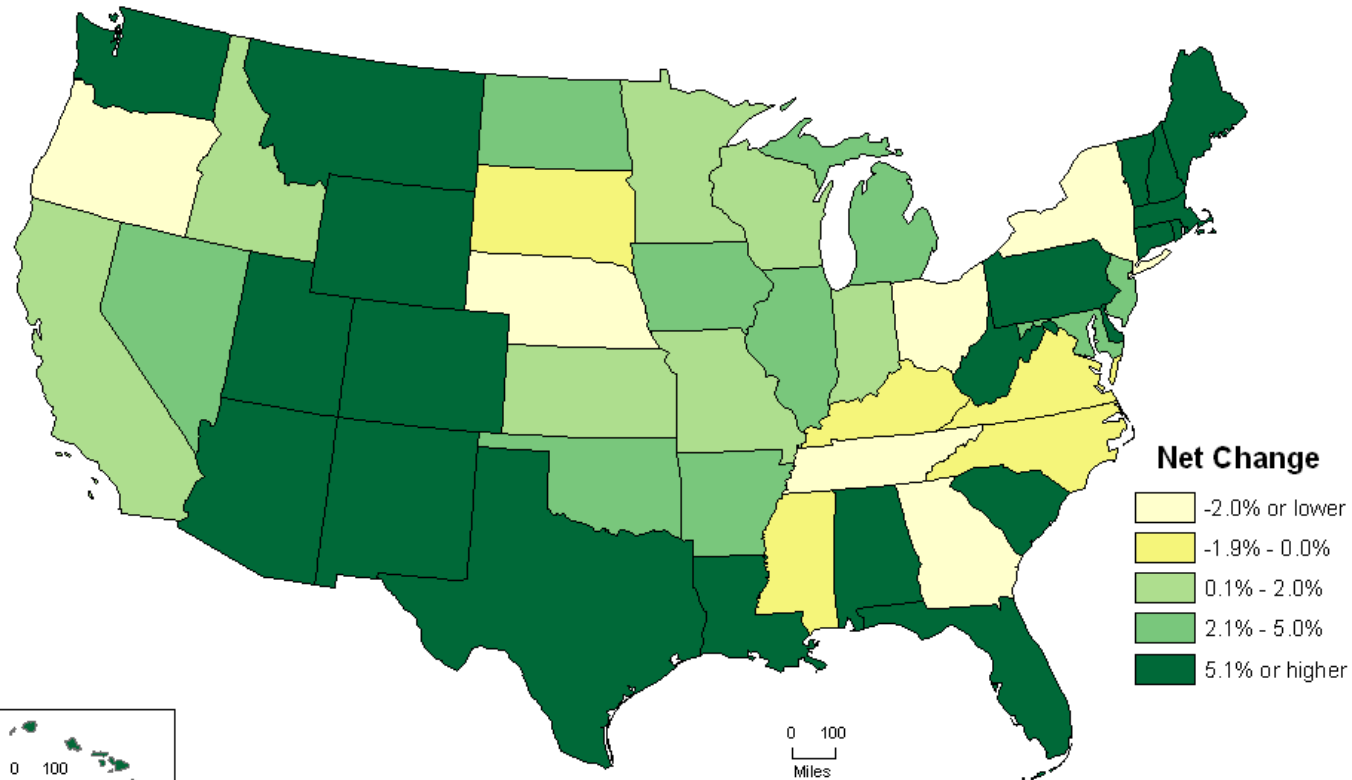 Net Change
-2.0% or lower
-1.9% - 0.0%
0.1% - 2.0%
2.1% - 5.0%
5.1% or higher
0 100
Miles
0 100